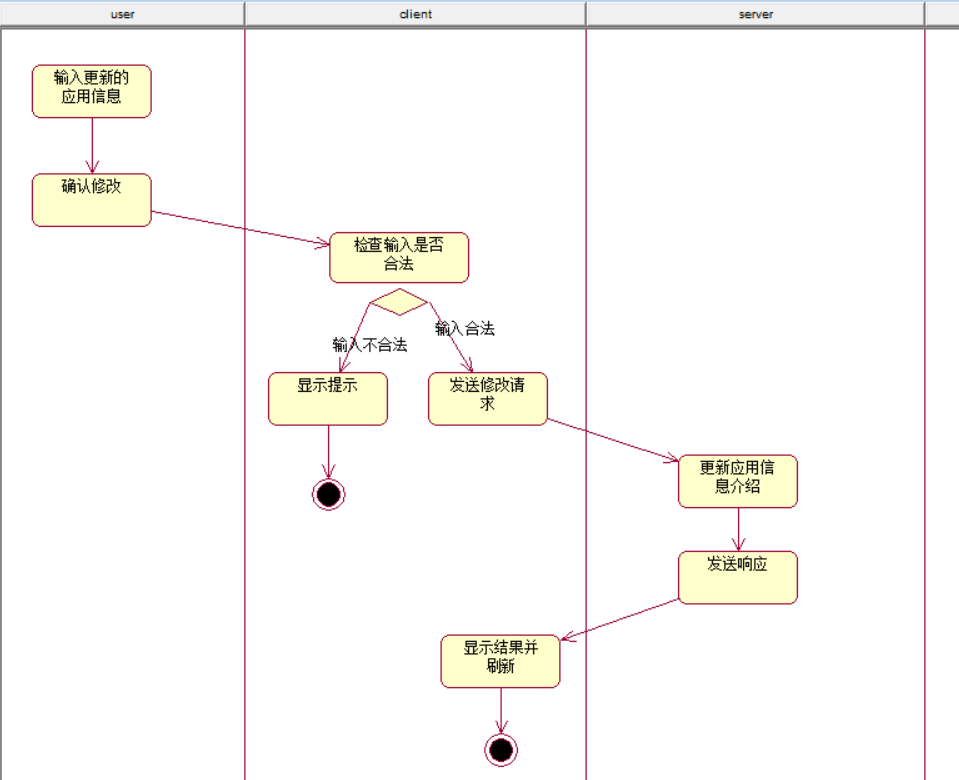 user
client
server
输入更新的
应用信息
确认修改
检查输入是否
合法
输入合法
输入不合法
显示提示
发送修改请
求
更新应用信
息介绍
发送响应
显示结果并
刷新